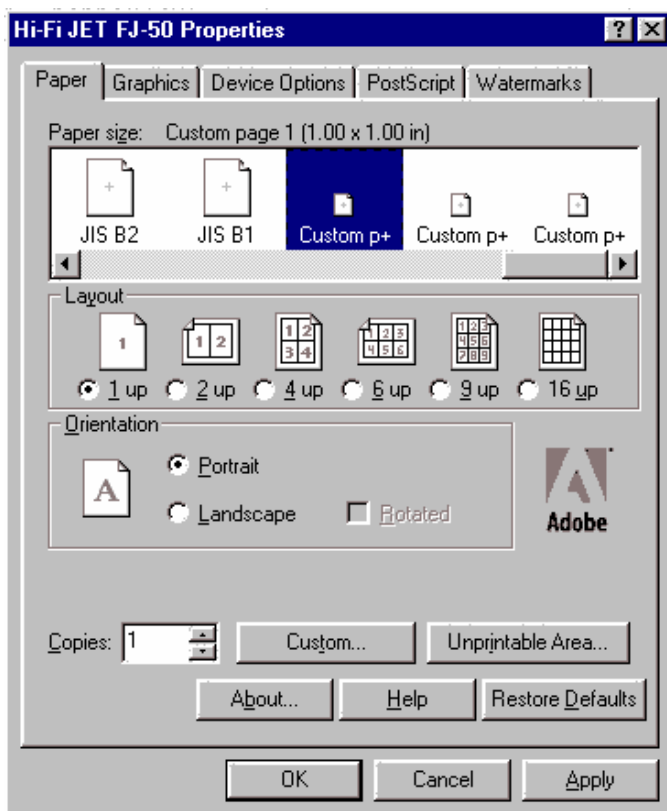 Hi-Fi JET FJ-50 Properties
Paper Graphics Device Options PostScript Watermarks
Paper size: Custom page 1 (1.00 x 1.00 in)
JIS B2 JIS B1 Custom p+ Custom p+ Custom p+
Layout
1 1 2 1 2 3 4 1 2 3 4 5 6 1 2 3 4 5 6 7 8 9
1 up 2 up 4 up 6 up 9 up 16 up
Orientation
A
Portrait
Landscape Rotated
Adobe
Copies: 1 Custom... Unprintable Area...
About... Help Restore Defaults
OK Cancel Apply